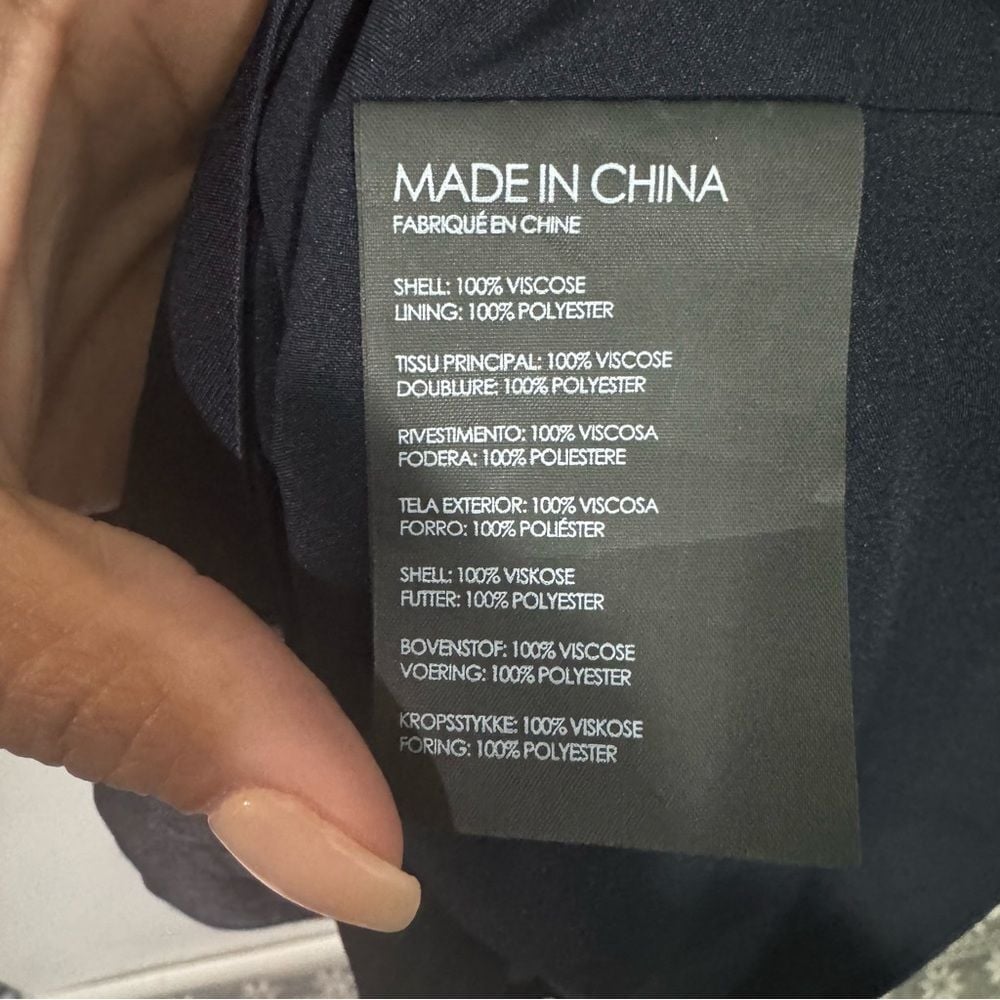 MADE IN CHINA
FABRIQUÉ EN CHINE
SHELL: 100% VISCOSE
LINING: 100% POLYESTER
TISSU PRINCIPAL: 100% VISCOSE
DOUBLURE: 100% POLYESTER
RIVESTIMENTO: 100% VISCOSA
FODERA: 100% POLIESTERE
TELA EXTERIOR: 100% VISCOSA
FORRO: 100% POLIÉSTER
SHELL: 100% VISKOSE
FUTTER: 100% POLYESTER
BOVENSTOF: 100% VISCOSE
VOERING: 100% POLYESTER
KROPSSTYKKE: 100% VISKOSE
FORING: 100% POLYESTER